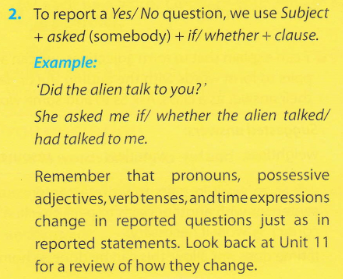 2. To report a Yes/ No question, we use Subject
+ asked (somebody) + if/ whether + clause.
Example:
‘Did the alien talk to you?’
She asked me if/ whether the alien talked/
had talked to me.
Remember that pronouns, possessive
adjectives, verb tenses, and time expressions
change in reported questions just as in
reported statements. Look back at Unit 11
for a review of how they change.